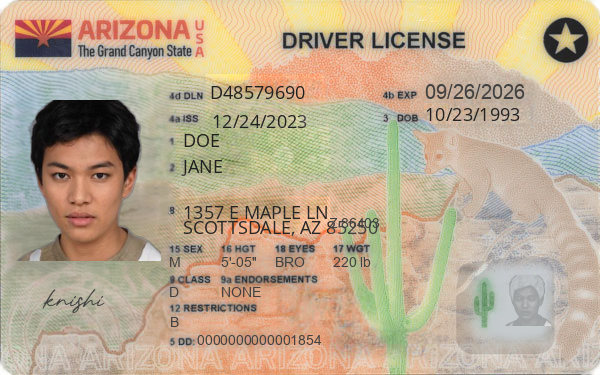 ARIZONA USA
The Grand Canyon State
DRIVER LICENSE
4d DLN D48579690
4b EXP 09/26/2026
4a ISS 12/24/2023
3 DOB 10/23/1993
1 DOE
2 JANE
8 1357 E MAPLE LN
SCOTTSDALE, AZ 85250
15 SEX 16 HGT 18 EYES 17 WGT
M 5'-05" BRO 220 lb
9 CLASS 9a ENDORSEMENTS
D NONE
12 RESTRICTIONS
B
5 DD: 0000000000001854
knishi
ARIZONA ARIZONA ARIZONA ARIZONA